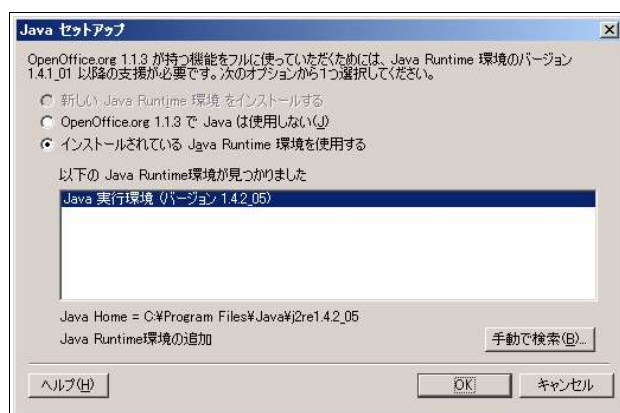 Java セットアップ
OpenOffice.org 1.1.3 が持つ機能をフルに使っていただくためには、Java Runtime 環境のバージョン
1.4.1_01 以降の支援が必要です。次のオプションから1つ選択してください。
新しい Java Runtime 環境 をインストールする
OpenOffice.org 1.1.3 で Java は使用しない(J)
インストールされている Java Runtime 環境を使用する
以下の Java Runtime環境が見つかりました
Java 実行環境 (バージョン 1.4.2_05)
Java Home = C:¥Program Files¥Java¥j2re1.4.2_05
Java Runtime環境の追加
手動で検索(B)...
ヘルプ(H)
OK
キャンセル